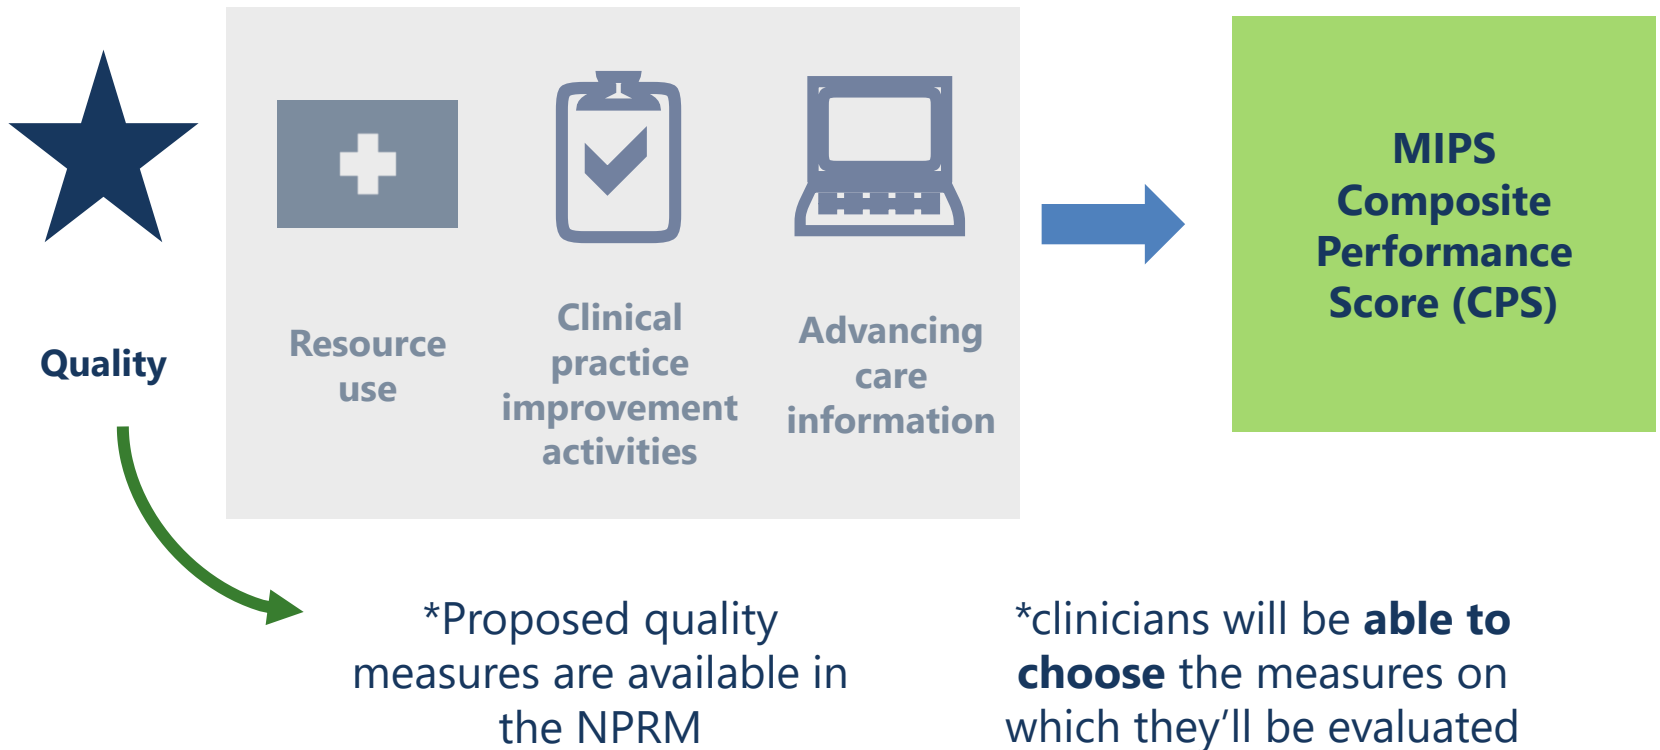 Quality
Resource
use
Clinical
practice
improvement
activities
Advancing
care
information
MIPS
Composite
Performance
Score (CPS)
*Proposed quality
measures are available in
the NPRM
*clinicians will be able to
choose the measures on
which they’ll be evaluated